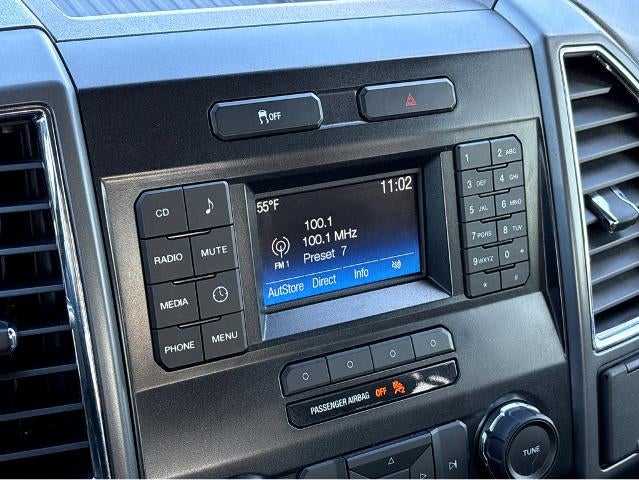 OFF
55°F
11:02
100.1
100.1 MHz
Preset 7
FM 1
AutStore Direct Info
CD
RADIO MUTE
MEDIA
PHONE MENU
1 2 ABC
3 DEF 4 GHI
5 JKL 6 MNO
7 PQRS 8 TUV
9 WXYZ 0 +
* #
PASSENGER AIRBAG OFF
TUNE